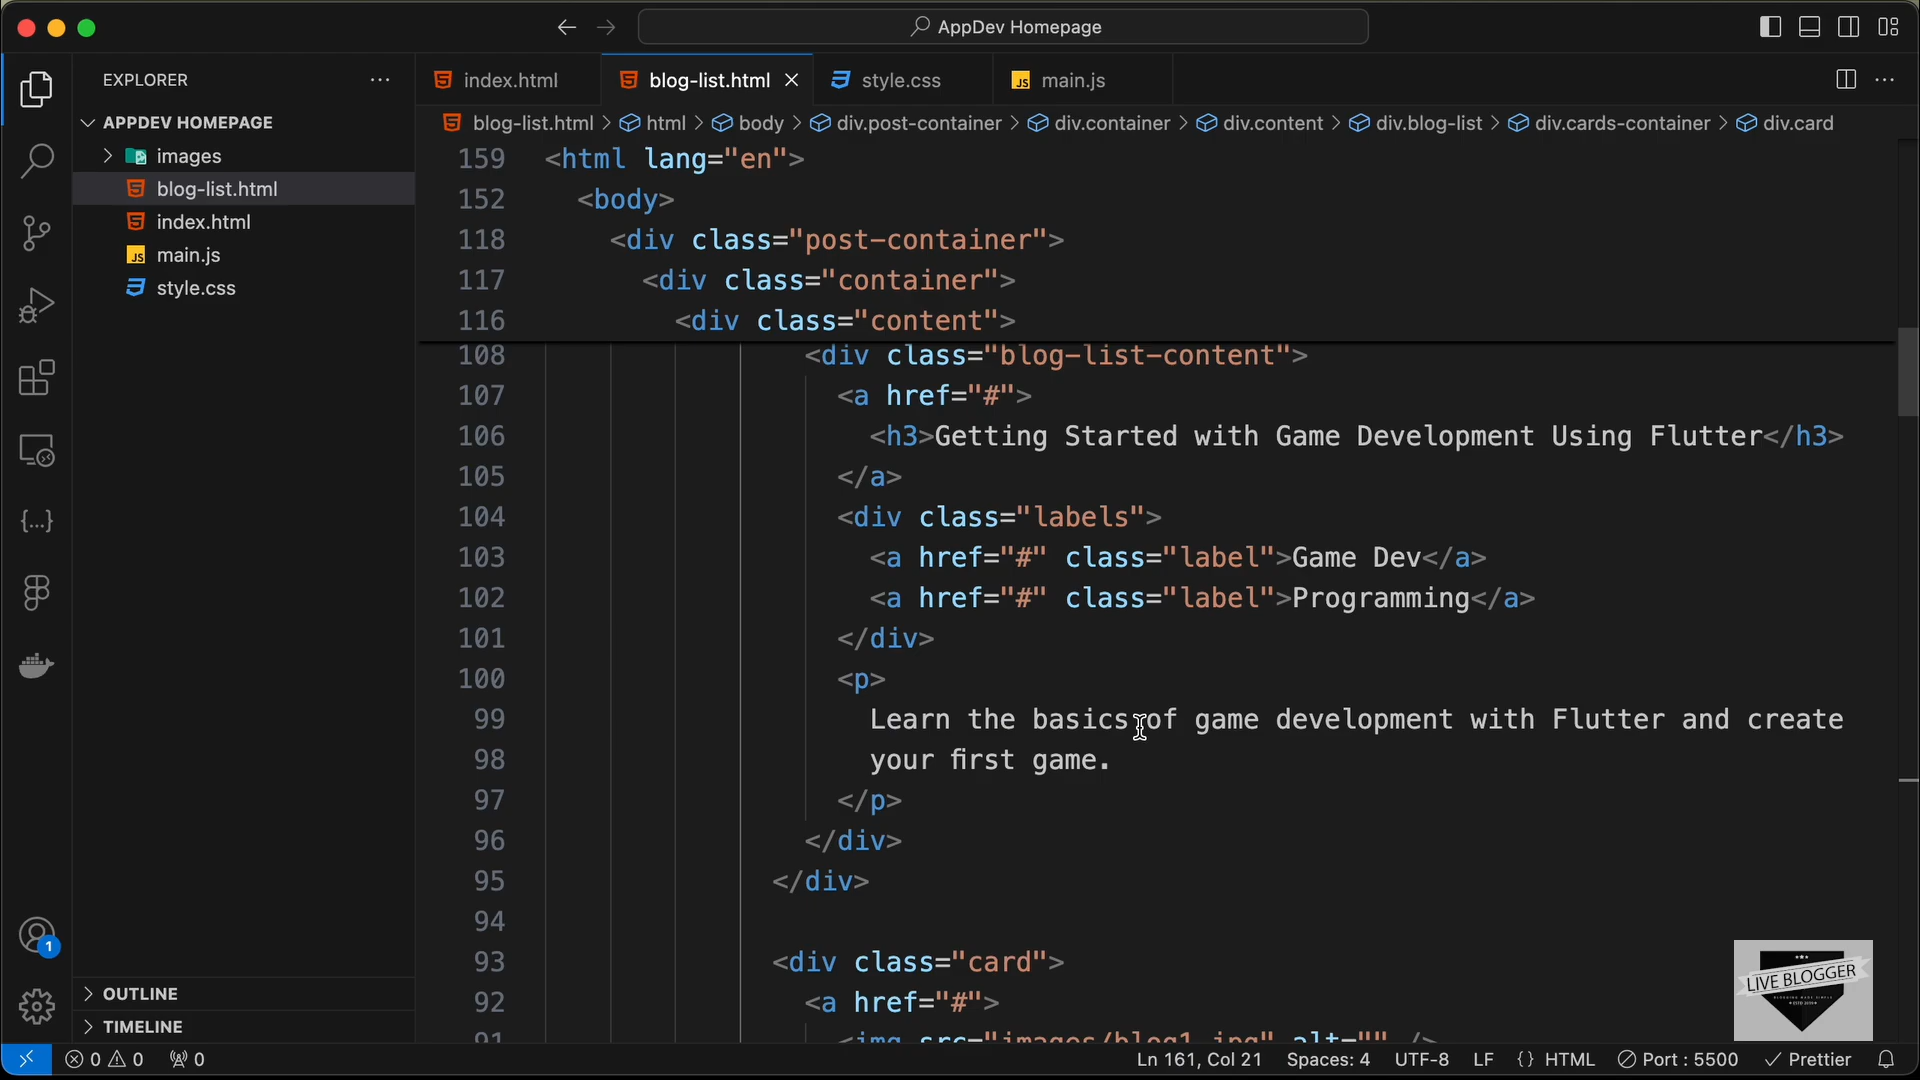 AppDev Homepage
EXPLORER
index.html
blog-list.html
style.css
main.js
APPDEV HOMEPAGE
images
blog-list.html
index.html
main.js
style.css
blog-list.html > html > body > div.post-container > div.container > div.content > div.blog-list > div.cards-container > div.card
159 <html lang="en">
152 <body>
118 <div class="post-container">
117 <div class="container">
116 <div class="content">
108 <div class="blog-list-content">
107 <a href="#">
106 <h3>Getting Started with Game Development Using Flutter</h3>
105 </a>
104 <div class="labels">
103 <a href="#" class="label">Game Dev</a>
102 <a href="#" class="label">Programming</a>
101 </div>
100 <p>
99 Learn the basics of game development with Flutter and create
98 your first game.
97 </p>
96 </div>
95 </div>
94
93 <div class="card">
92 <a href="#">
91 <img src="images/blog1.jpg" alt="" />
OUTLINE
TIMELINE
1
LIVE BLOGGER
0 0 0
Ln 161, Col 21 Spaces: 4 UTF-8 LF {} HTML Port : 5500 Prettier